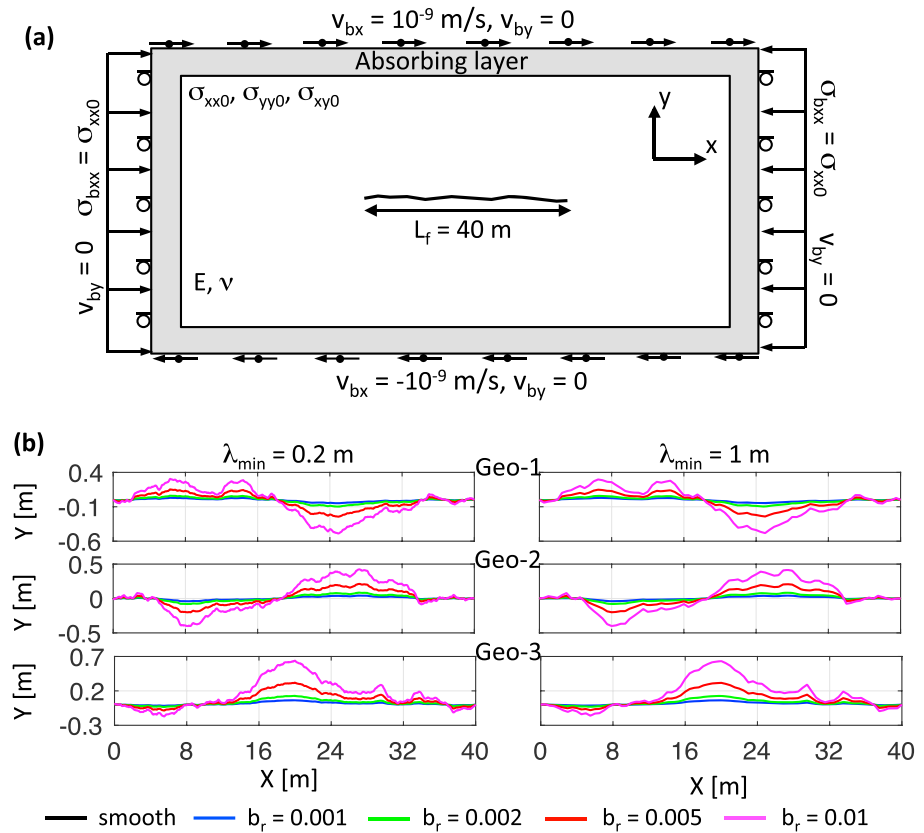 (a)
v_bx = 10^-9 m/s, v_by = 0
Absorbing layer
σ_xx0, σ_yy0, σ_xy0
y
x
σ_bxx = σ_xx0
v_by = 0
σ_bxx = σ_xx0
v_by = 0
L_f = 40 m
E, ν
v_bx = -10^-9 m/s, v_by = 0
(b)
λ_min = 0.2 m
λ_min = 1 m
Geo-1
Y [m]
0.4
-0.1
-0.6
Geo-2
Y [m]
0.5
0
-0.5
Geo-3
Y [m]
0.7
0.2
-0.3
0 8 16 24 32 40
0 8 16 24 32 40
X [m]
X [m]
smooth b_r = 0.001 b_r = 0.002 b_r = 0.005 b_r = 0.01